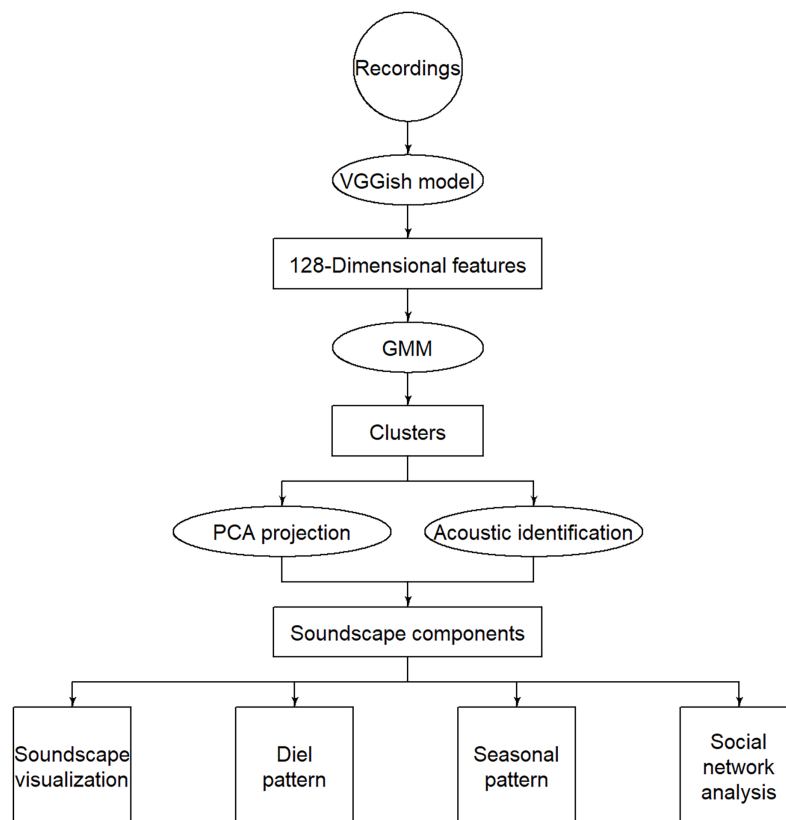 Recordings
VGGish model
128-Dimensional features
GMM
Clusters
PCA projection
Acoustic identification
Soundscape components
Soundscape
visualization
Diel
pattern
Seasonal
pattern
Social
network
analysis